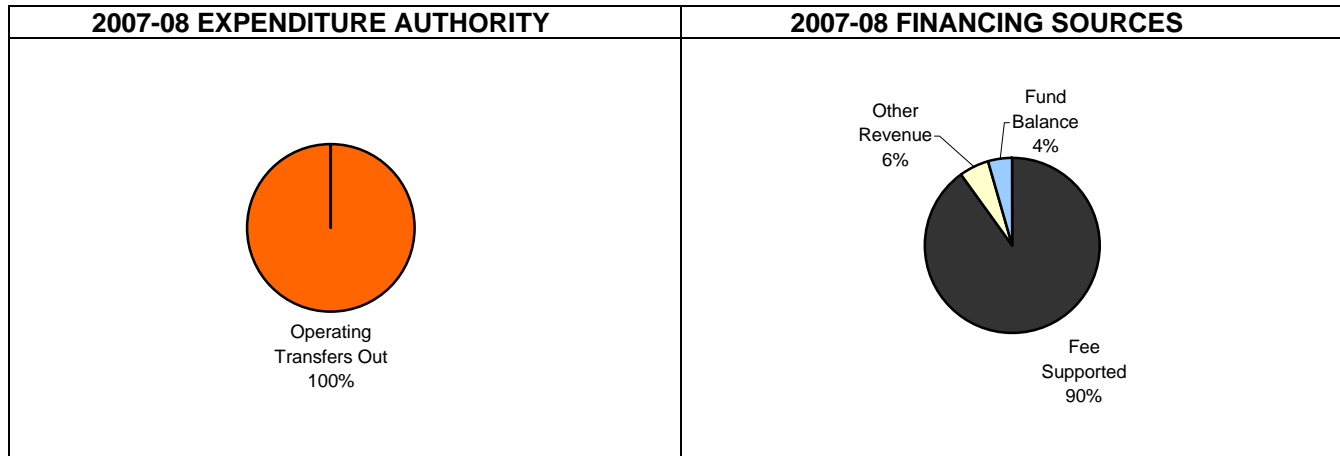 2007-08 EXPENDITURE AUTHORITY
Operating
Transfers Out
100%
2007-08 FINANCING SOURCES
Other
Revenue
6%
Fund
Balance
4%
Fee
Supported
90%